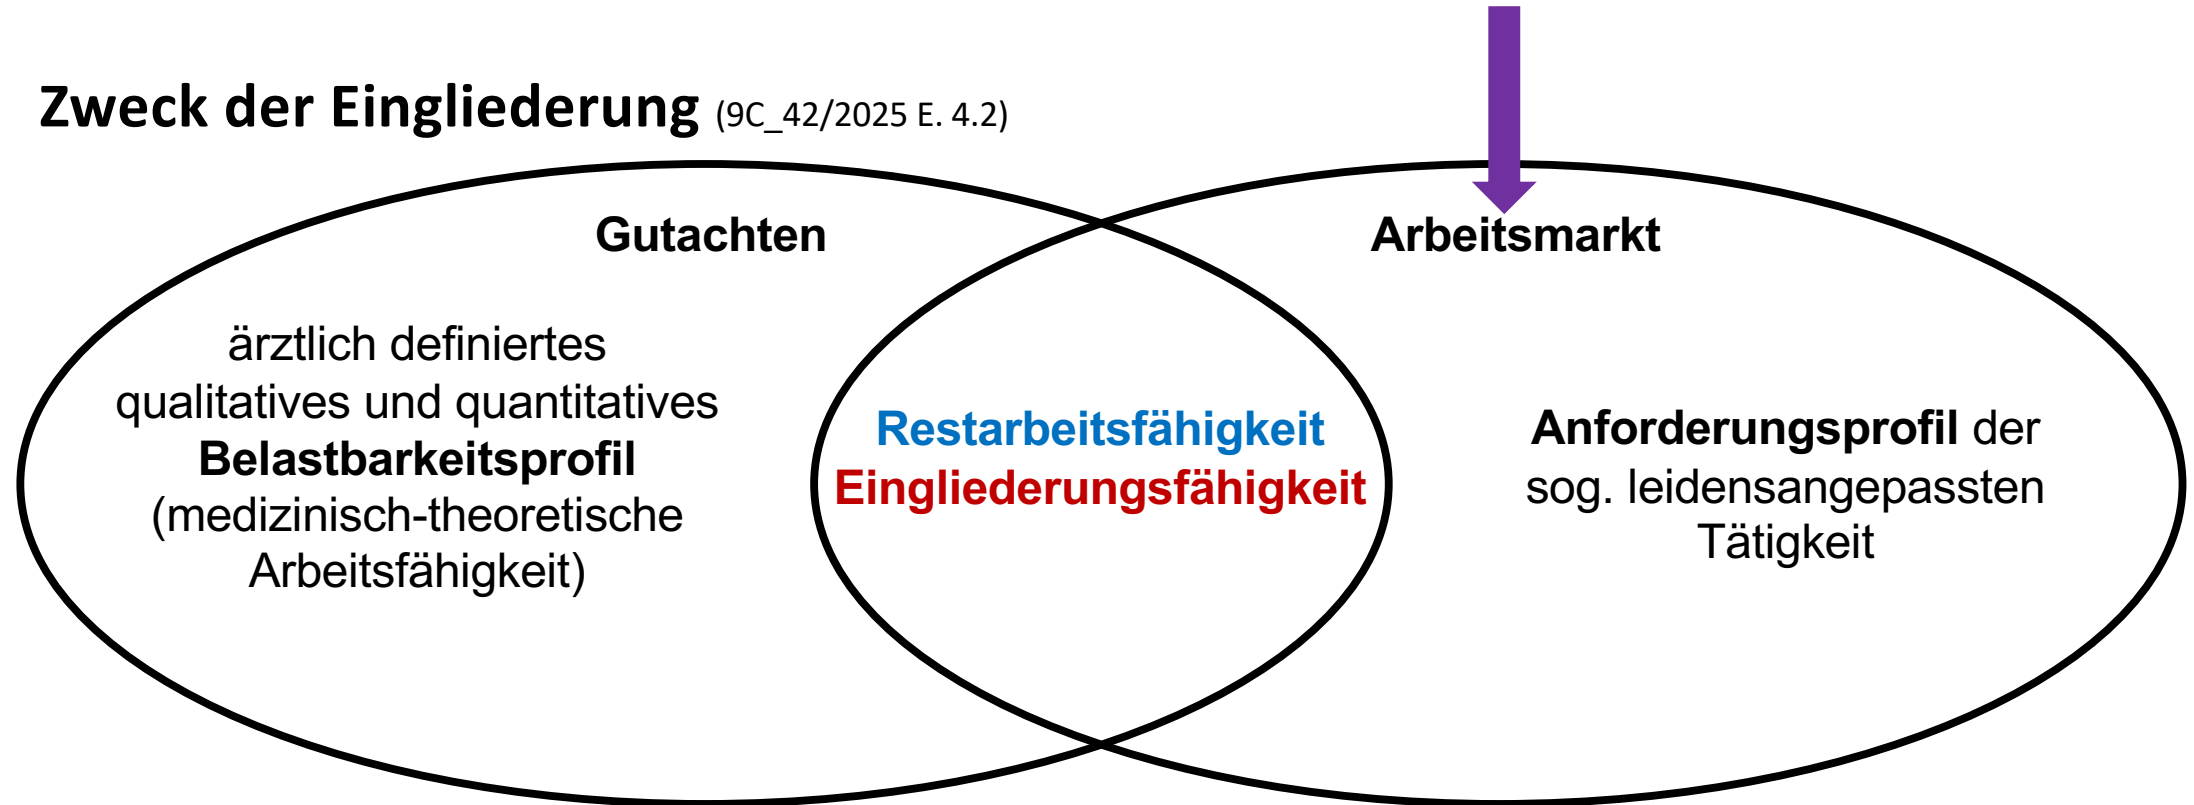 Zweck der Eingliederung (9C_42/2025 E. 4.2)
Gutachten
ärztlich definiertes
qualitatives und quantitatives
Belastbarkeitsprofil
(medizinisch-theoretische
Arbeitsfähigkeit)
Restarbeitsfähigkeit
Eingliederungsfähigkeit
Arbeitsmarkt
Anforderungsprofil der
sog. leidensangepassten
Tätigkeit